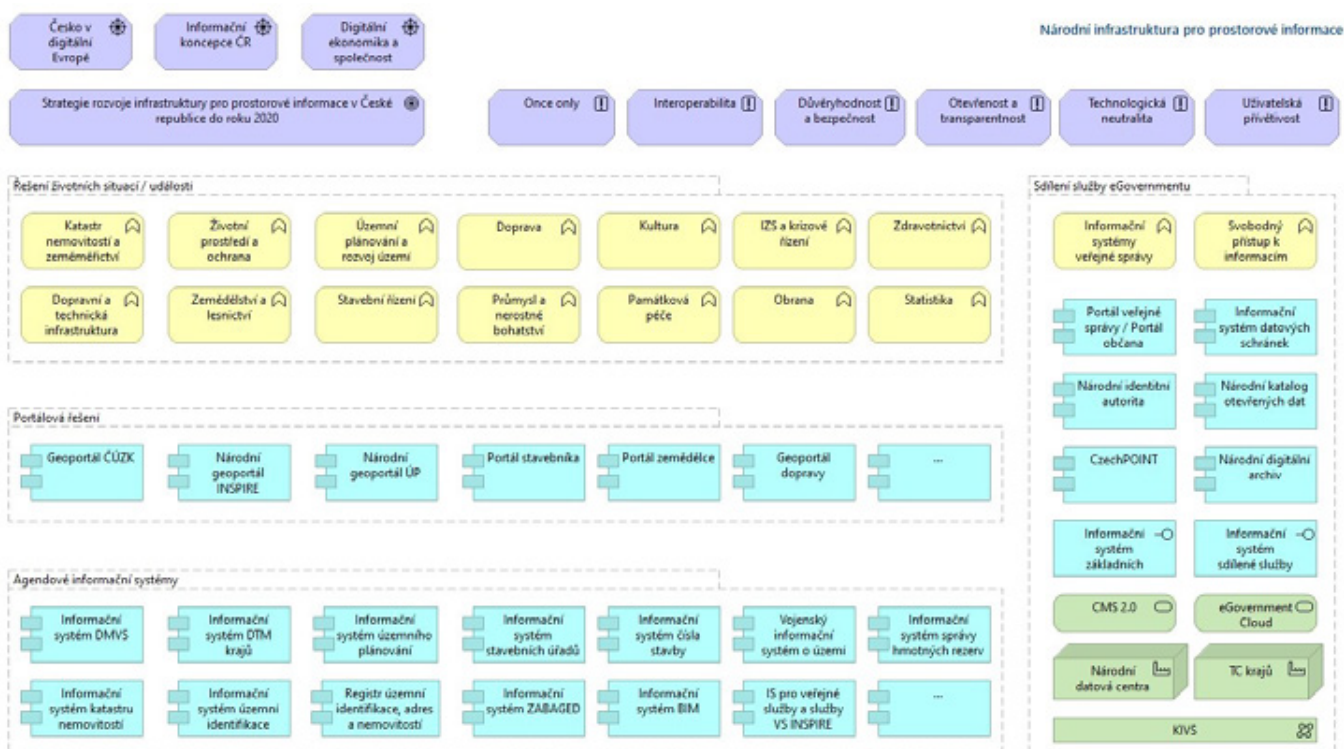 Česko v
digitální
Evropě
Informační
koncepce ČR
Digitální
ekonomika a
společnost
Národní infrastruktura pro prostorové informace
Strategie rozvoje infrastruktury pro prostorové informace v České
republice do roku 2020
Once only
Interoperabilita
Důvěryhodnost
a bezpečnost
Otevřenost a
transparentnost
Technologická
neutralita
Uživatelská
přívětivost
Řešení životních situací / událostí
Katastr
nemovitostí a
zeměměřictví
Životní
prostředí a
ochrana
Územní
plánování a
rozvoj území
Doprava
Kultura
IZS a krizové
řízení
Zdravotnictví
Dopravní a
technická
infrastruktura
Zemědělství a
lesnictví
Stavební řízení
Průmysl a
nerostné
bohatství
Památková
péče
Obrana
Statistika
Portálová řešení
Geoportál ČÚZK
Národní
geoportál
INSPIRE
Národní
geoportál ÚP
Portál stavebníka
Portál zemědělce
Geoportál
dopravy
...
Agendové informační systémy
Informační
systém DMVS
Informační
systém DTM
krajů
Informační
systém územního
plánování
Informační
systém
stavebních úřadů
Informační
systém čísla
stavby
Vojenský
informační
systém o území
Informační
systém správy
hmotných rezerv
Informační
systém katastru
nemovitostí
Informační
systém územní
identifikace
Registr územní
identifikace, adres
a nemovitostí
Informační
systém ZABAGED
Informační
systém BIM
IS pro veřejné
služby a služby
VS INSPIRE
...
Sdílení služby eGovernmentu
Informační
systémy
veřejné správy
Svobodný
přístup k
informacím
Portál veřejné
správy / Portál
občana
Informační
systém datových
schránek
Národní identitní
autorita
Národní katalog
otevřených dat
CzechPOINT
Národní digitální
archiv
Informační
systém
základních
Informační
systém
sdílené služby
CMS 2.0
eGovernment
Cloud
Národní
datová centra
TC krajů
KIVS